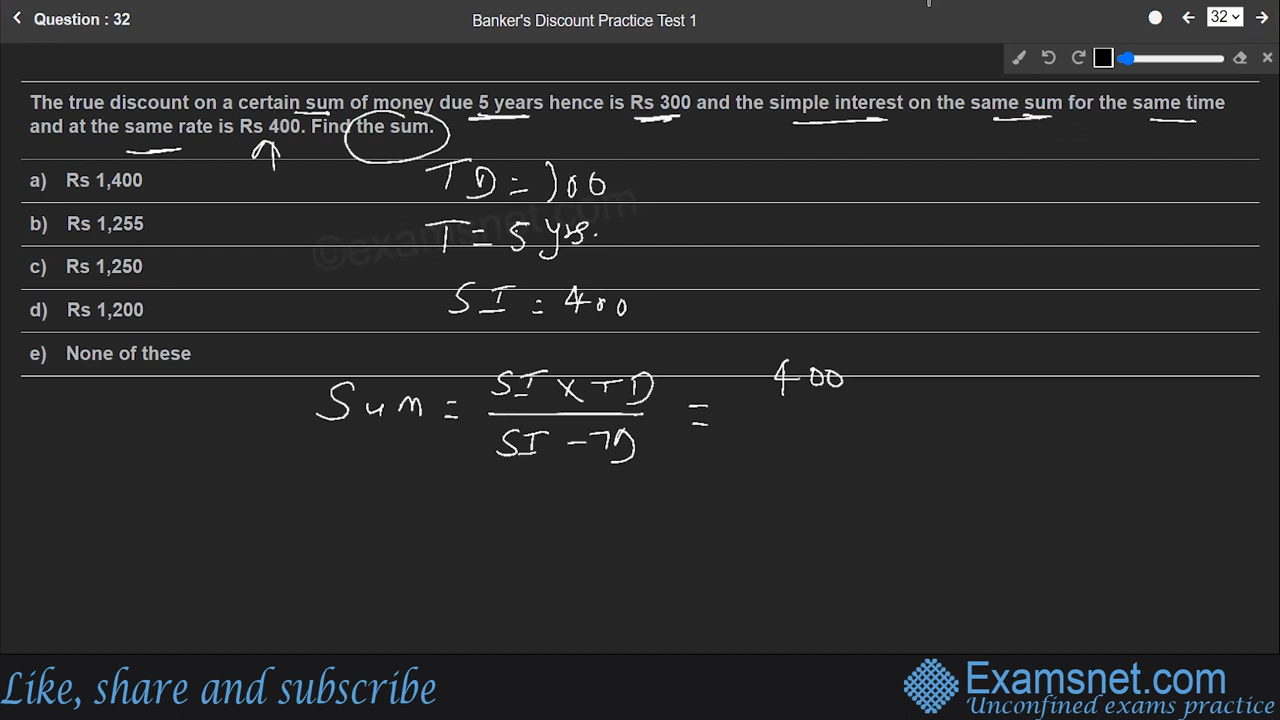 Question : 32
Banker's Discount Practice Test 1
32
The true discount on a certain sum of money due 5 years hence is Rs 300 and the simple interest on the same sum for the same time
and at the same rate is Rs 400. Find the sum.
a) Rs 1,400
b) Rs 1,255
c) Rs 1,250
d) Rs 1,200
e) None of these
TD = 300
T = 5 yrs.
SI = 400
Sum = SI X TD / SI - TD = 400
©examsnet.com
Like, share and subscribe
Examsnet.com
Unconfined exams practice